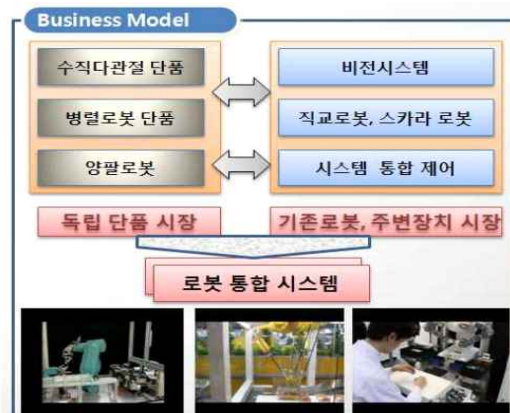 Business Model
수직다관절 단품
비전시스템
병렬로봇 단품
직교로봇, 스카라 로봇
양팔로봇
시스템 통합 제어
독립 단품 시장
기존로봇, 주변장치 시장
로봇 통합 시스템